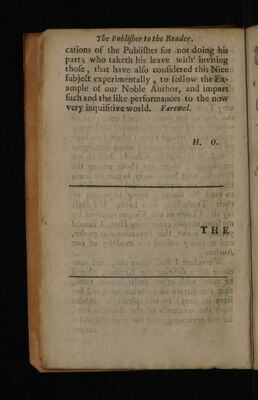 The Publiſher to the Reader.
cations of the Publiſher for not doing his
part; who taketh his leave with inviting
thoſe, that have alſo conſidered this Nice
ſubject experimentally, to follow the Ex-
ample of our Noble Author, and impart
ſuch and the like performances to the now
very inquiſitive world. Farewel.
H. O.
THE